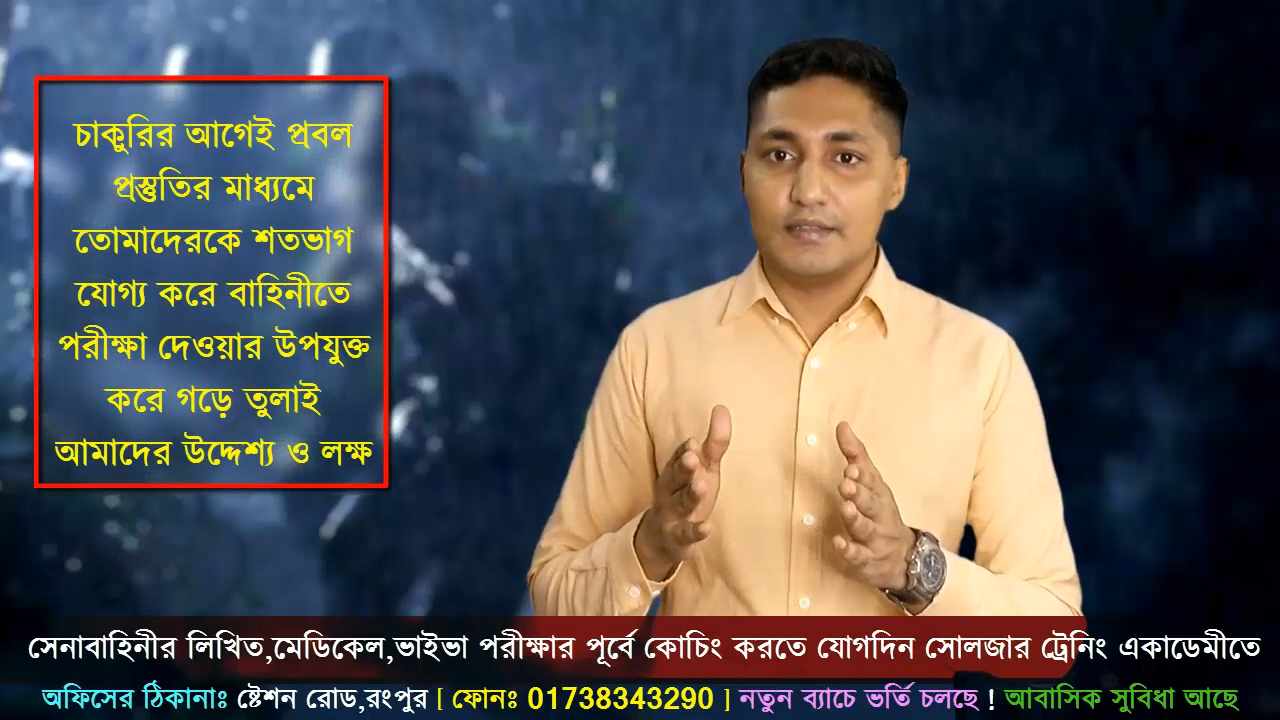 চাকুরির আগেই প্রবল
প্রস্তুতির মাধ্যমে
তোমাদেরকে শতভাগ
যোগ্য করে বাহিনীতে
পরীক্ষা দেওয়ার উপযুক্ত
করে গড়ে তুলাই
আমাদের উদ্দেশ্য ও লক্ষ
সেনাবাহিনীর লিখিত,মেডিকেল,ভাইভা পরীক্ষার পূর্বে কোচিং করতে যোগদিন সোলজার ট্রেনিং একাডেমীতে
অফিসের ঠিকানাঃ ষ্টেশন রোড,রংপুর [ ফোনঃ 01738343290 ] নতুন ব্যাচে ভর্তি চলছে ! আবাসিক সুবিধা আছে